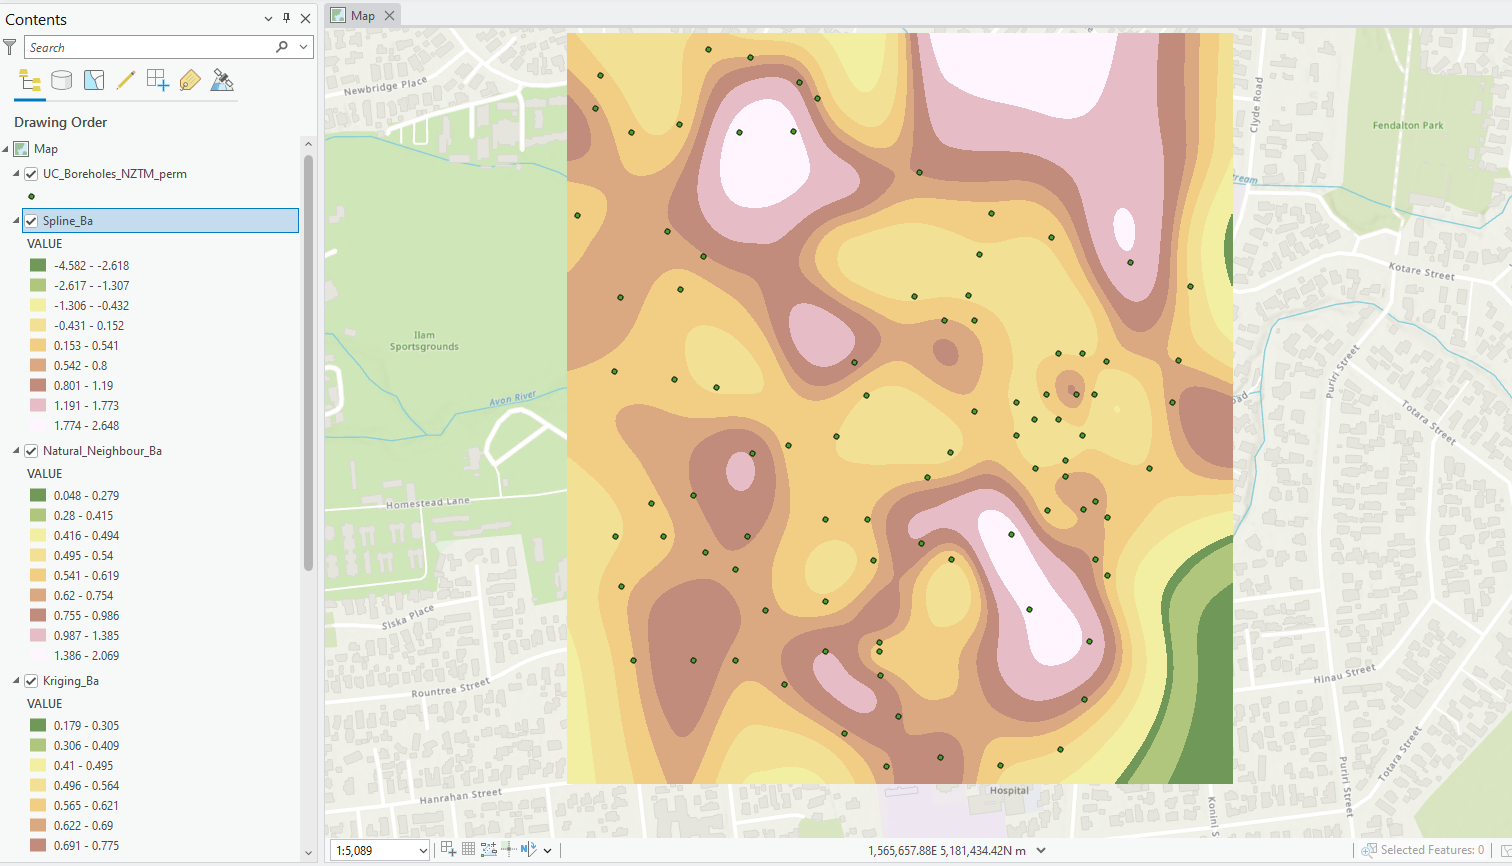 Contents
Map
Search
Drawing Order
Map
UC_Boreholes_NZTM_perm
Spline_Ba
VALUE
-4.582 - -2.618
-2.617 - -1.307
-1.306 - -0.432
-0.431 - 0.152
0.153 - 0.541
0.542 - 0.8
0.801 - 1.19
1.191 - 1.773
1.774 - 2.648
Natural_Neighbour_Ba
VALUE
0.048 - 0.279
0.28 - 0.415
0.416 - 0.494
0.495 - 0.54
0.541 - 0.619
0.62 - 0.754
0.755 - 0.986
0.987 - 1.385
1.386 - 2.069
Kriging_Ba
VALUE
0.179 - 0.305
0.306 - 0.409
0.41 - 0.495
0.496 - 0.564
0.565 - 0.621
0.622 - 0.69
0.691 - 0.775
Newbridge Place
Clyde Road
Fendalton Park
ream
Kotare Street
Ilam
Sportsgrounds
Avon River
Puriri Street
oad
Totara Street
Homestead Lane
Siska Place
Rountree Street
Hinau Street
Totara Street
Puriri Street
Hanrahan Street
Hospital
Konini S
1:5,089
1,565,657.88E 5,181,434.42N m
Selected Features: 0